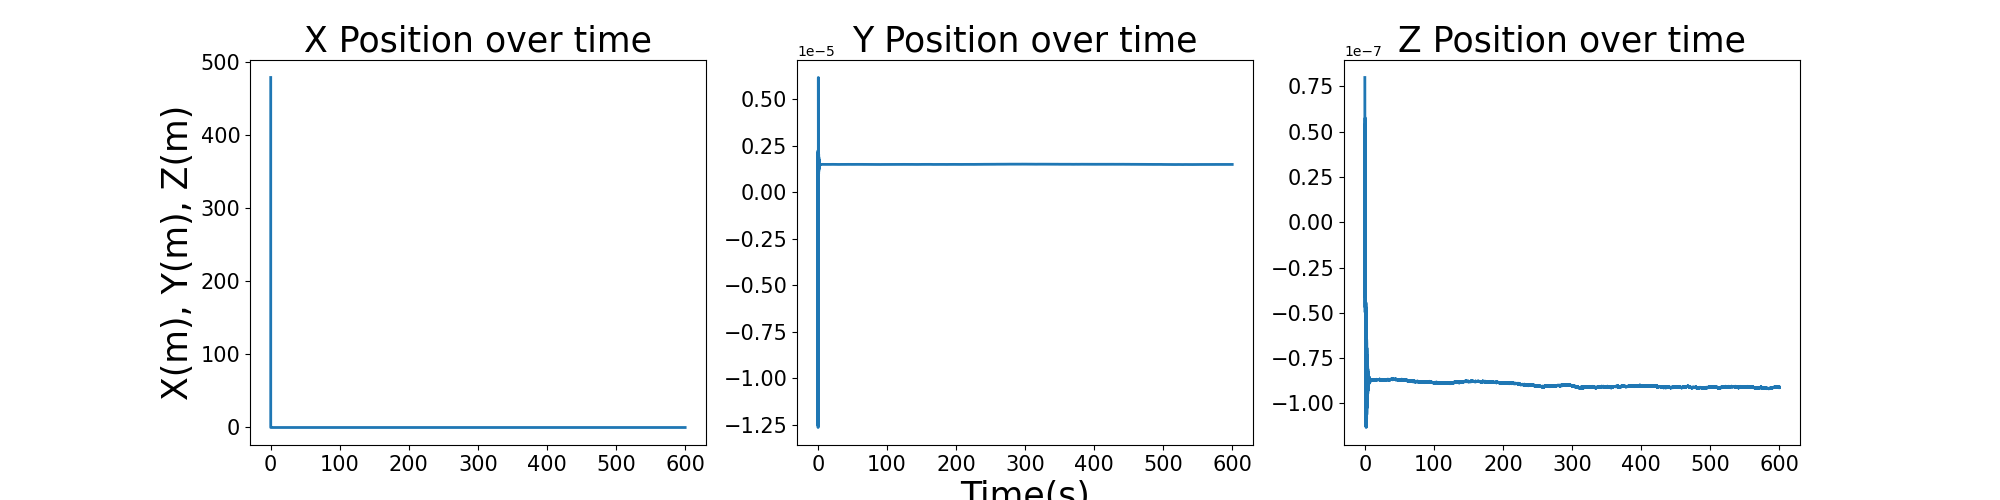 X Position over time
500
400
300
200
100
0
0 100 200 300 400 500 600
X(m), Y(m), Z(m)
Y Position over time
1e−5
0.50
0.25
0.00
−0.25
−0.50
−0.75
−1.00
−1.25
0 100 200 300 400 500 600
Time(s)
Z Position over time
1e−7
0.75
0.50
0.25
0.00
−0.25
−0.50
−0.75
−1.00
0 100 200 300 400 500 600